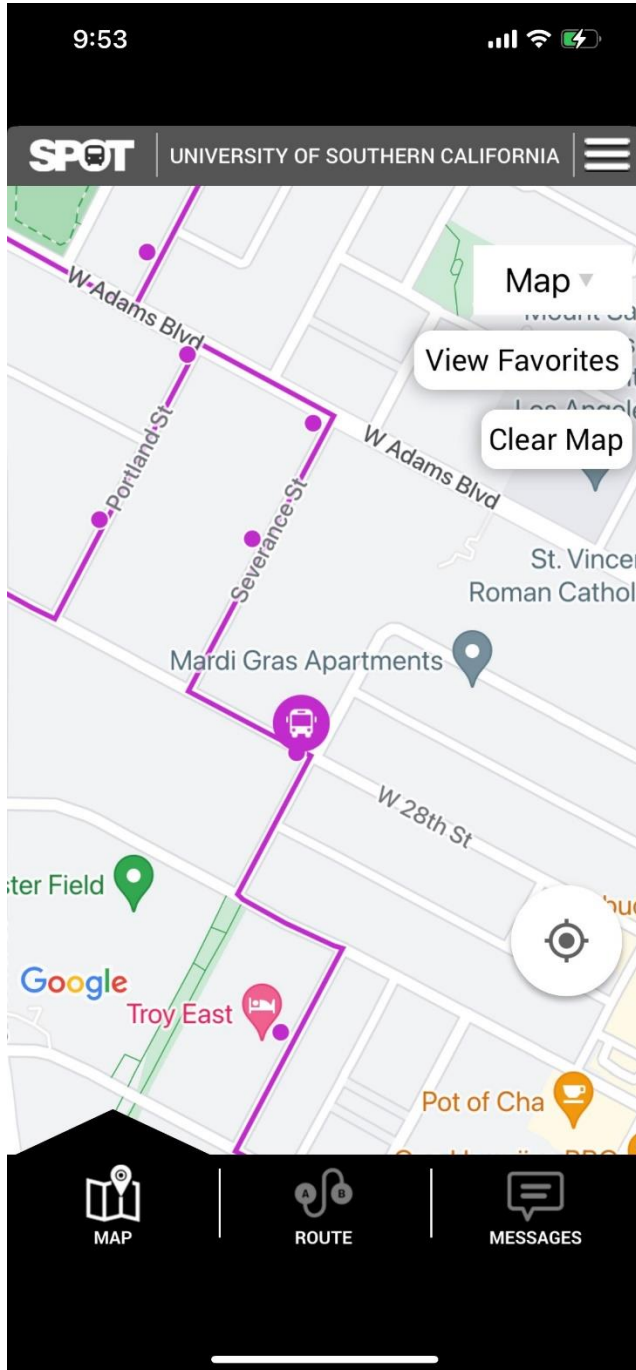 9:53
SPOT
UNIVERSITY OF SOUTHERN CALIFORNIA
Map
W Adams Blvd
View Favorites
Clear Map
Portland St
Severance St
W Adams Blvd
St. Vince
Roman Cathol
Mardi Gras Apartments
W 28th St
ster Field
Google
Troy East
Pot of Cha
A B
MAP
ROUTE
MESSAGES